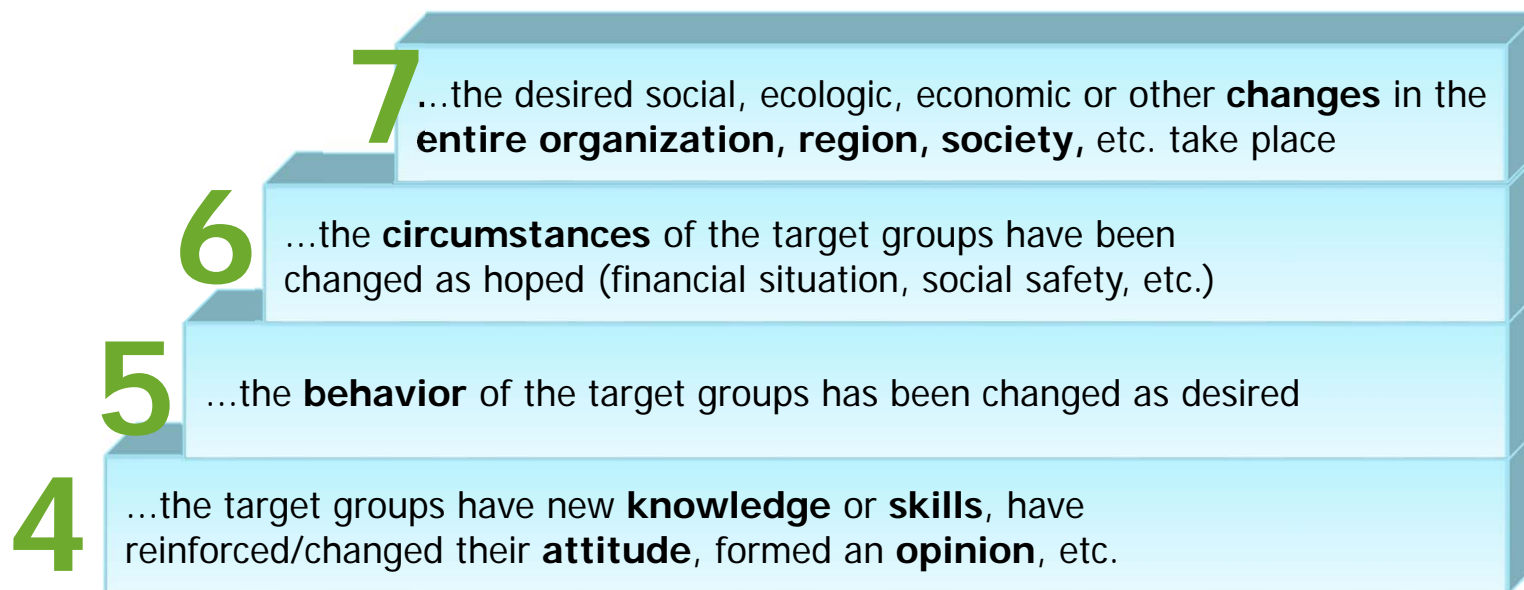 7
...the desired social, ecologic, economic or other changes in the
entire organization, region, society, etc. take place
6
...the circumstances of the target groups have been
changed as hoped (financial situation, social safety, etc.)
5
...the behavior of the target groups has been changed as desired
4
...the target groups have new knowledge or skills, have
reinforced/changed their attitude, formed an opinion, etc.